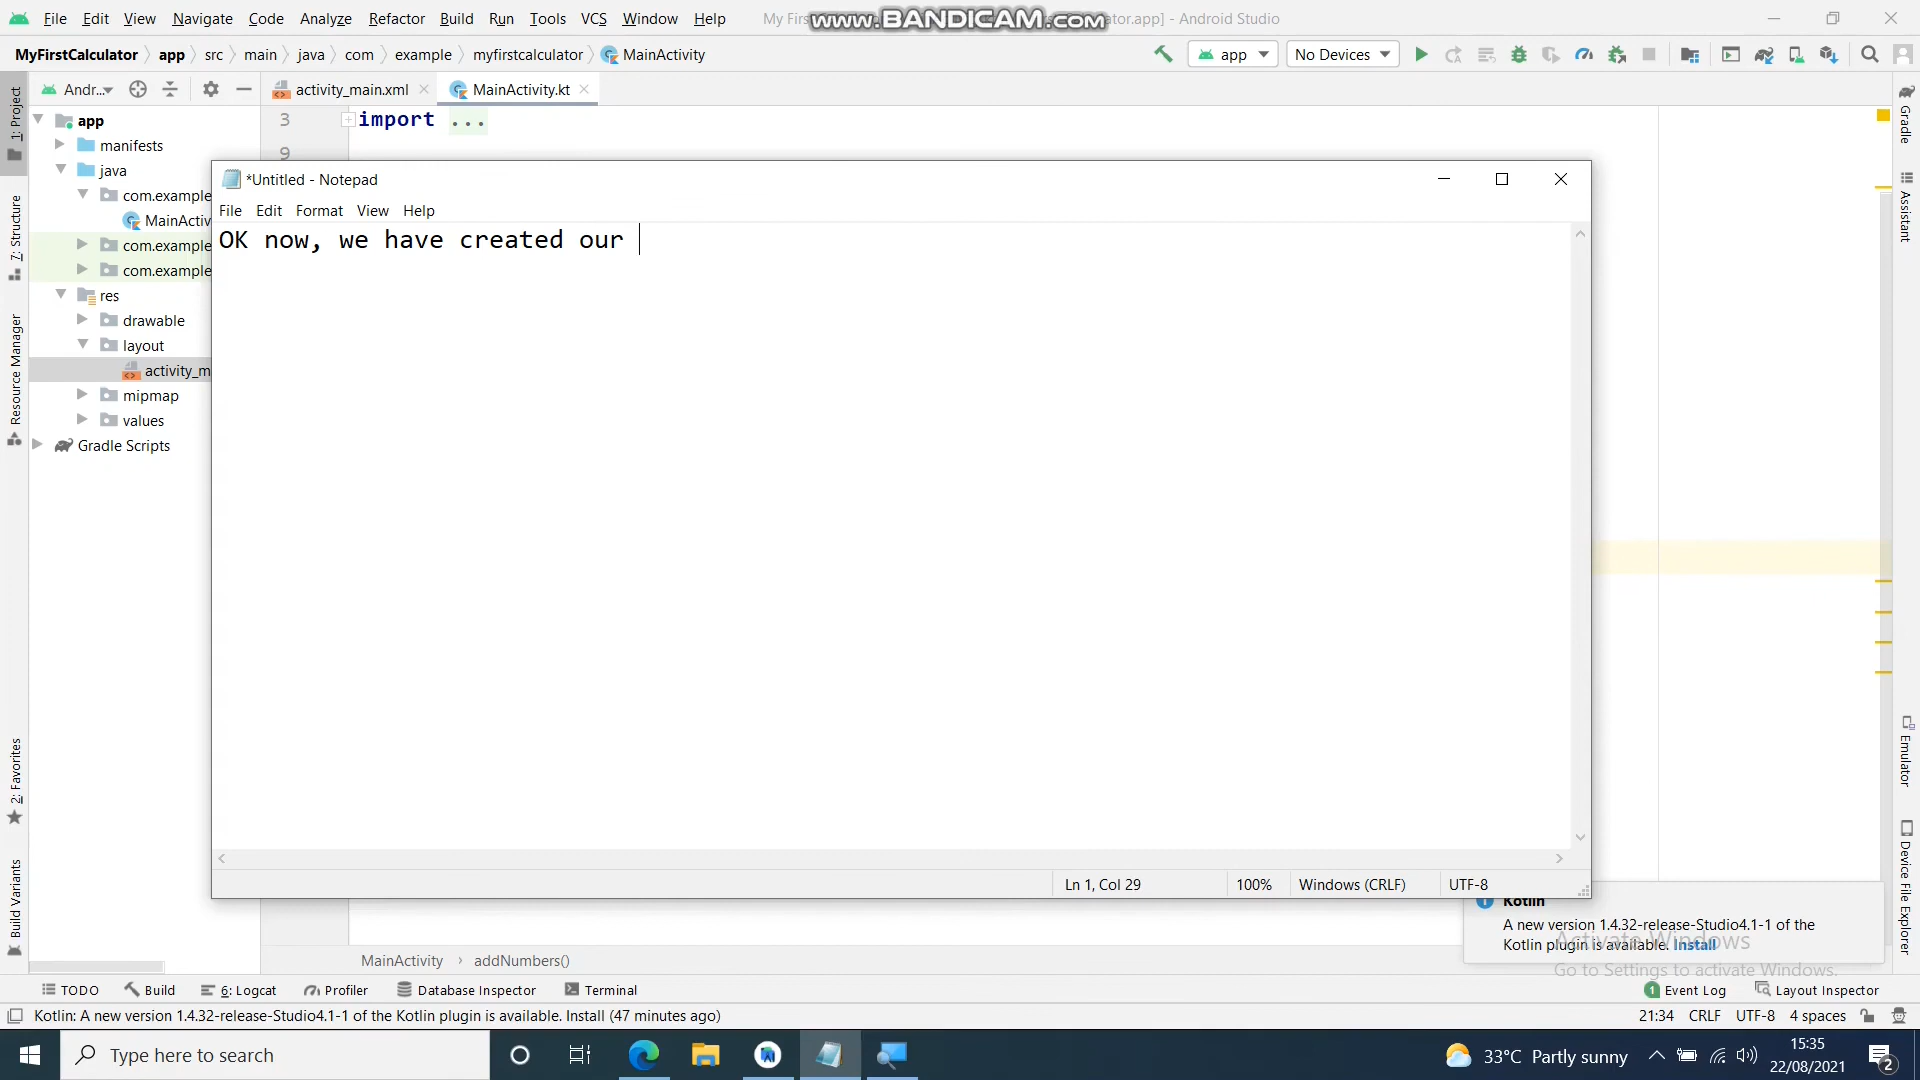 File Edit View Navigate Code Analyze Refactor Build Run Tools VCS Window Help
My Firs
www.BANDICAM.com
ator.app] - Android Studio
MyFirstCalculator app src main java com example myfirstcalculator MainActivity
app No Devices
Andr... activity_main.xml MainActivity.kt
1: Project
7: Structure
Resource Manager
2: Favorites
Build Variants
app
manifests
java
com.example
MainActiv
com.example
com.example
res
drawable
layout
activity_m
mipmap
values
Gradle Scripts
3 import ...
9
*Untitled - Notepad
File Edit Format View Help
OK now, we have created our
Ln 1, Col 29 100% Windows (CRLF) UTF-8
Gradle
Assistant
Emulator
Device File Explorer
Kotlin
A new version 1.4.32-release-Studio4.1-1 of the
Kotlin plugin is available. Install
Activate Windows
Go to Settings to activate Windows.
MainActivity › addNumbers()
TODO Build 6: Logcat Profiler Database Inspector Terminal
1 Event Log Layout Inspector
Kotlin: A new version 1.4.32-release-Studio4.1-1 of the Kotlin plugin is available. Install (47 minutes ago)
21:34 CRLF UTF-8 4 spaces
Type here to search
33°C Partly sunny
15:35
22/08/2021
2